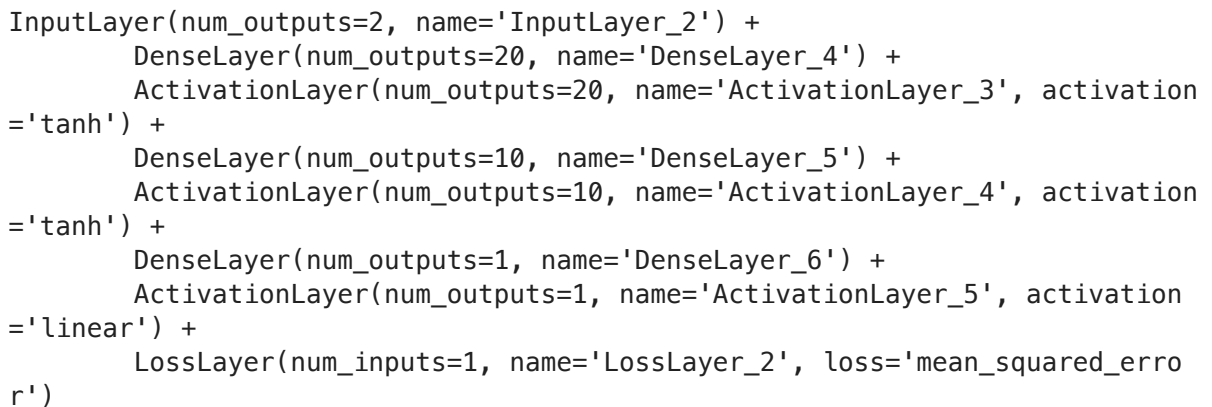 InputLayer(num_outputs=2, name='InputLayer_2') +
        DenseLayer(num_outputs=20, name='DenseLayer_4') +
        ActivationLayer(num_outputs=20, name='ActivationLayer_3', activation
='tanh') +
        DenseLayer(num_outputs=10, name='DenseLayer_5') +
        ActivationLayer(num_outputs=10, name='ActivationLayer_4', activation
='tanh') +
        DenseLayer(num_outputs=1, name='DenseLayer_6') +
        ActivationLayer(num_outputs=1, name='ActivationLayer_5', activation
='linear') +
        LossLayer(num_inputs=1, name='LossLayer_2', loss='mean_squared_erro
r')